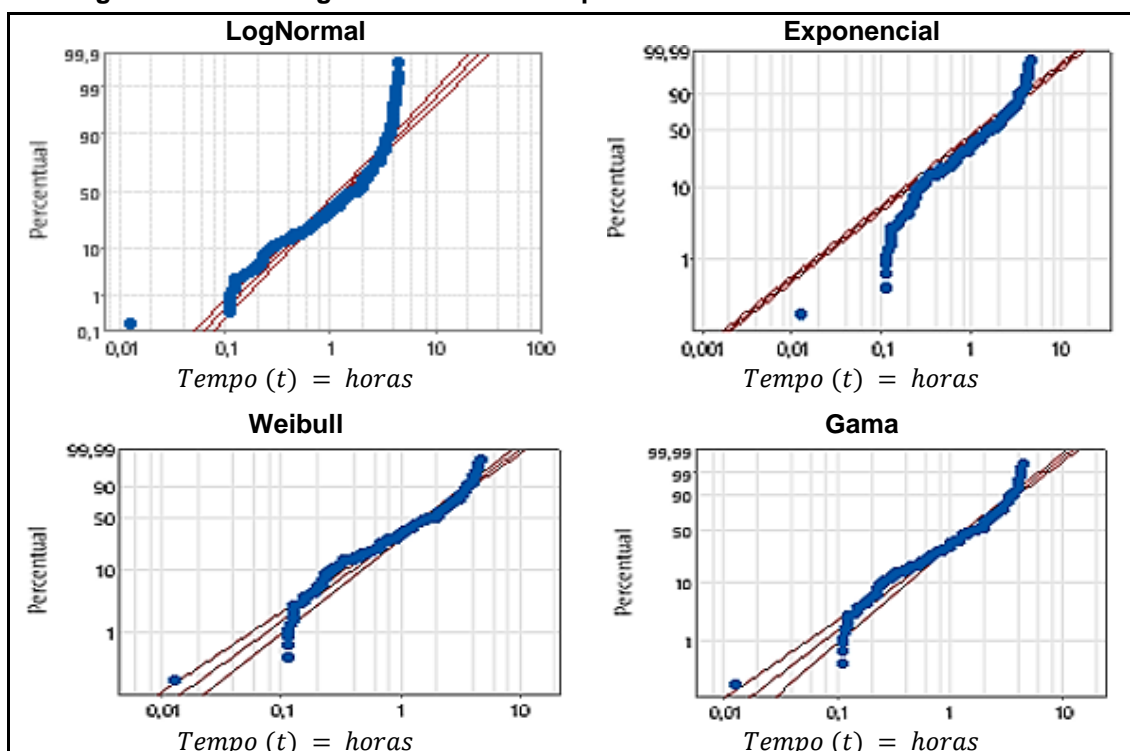 LogNormal
99,9
99
90
50
10
1
0,1
Percentual
0,01 0,1 1 10 100
Tempo (t) = horas
Exponencial
99,99
90
50
10
1
Percentual
0,001 0,01 0,1 1 10
Tempo (t) = horas
Weibull
99,99
90
50
10
1
Percentual
0,01 0,1 1 10
Tempo (t) = horas
Gama
99,99
99
90
50
10
1
Percentual
0,01 0,1 1 10
Tempo (t) = horas